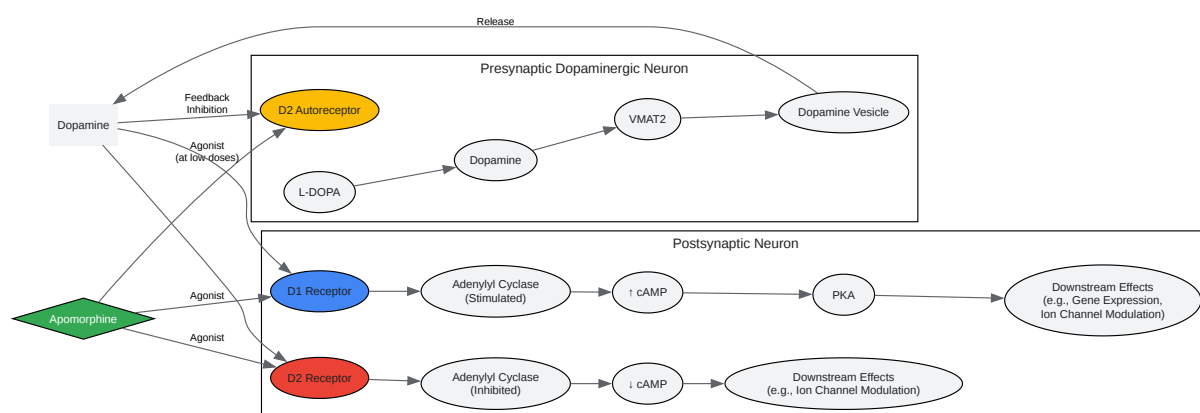 Release
Presynaptic Dopaminergic Neuron
Feedback
Inhibition
D2 Autoreceptor
Dopamine Vesicle
VMAT2
Dopamine
Agonist
(at low doses)
Dopamine
L-DOPA
Postsynaptic Neuron
Agonist
D1 Receptor
Adenylyl Cyclase
(Stimulated)
↑ cAMP
PKA
Downstream Effects
(e.g., Gene Expression,
Ion Channel Modulation)
Apomorphine
Agonist
D2 Receptor
Adenylyl Cyclase
(Inhibited)
↓ cAMP
Downstream Effects
(e.g., Ion Channel Modulation)